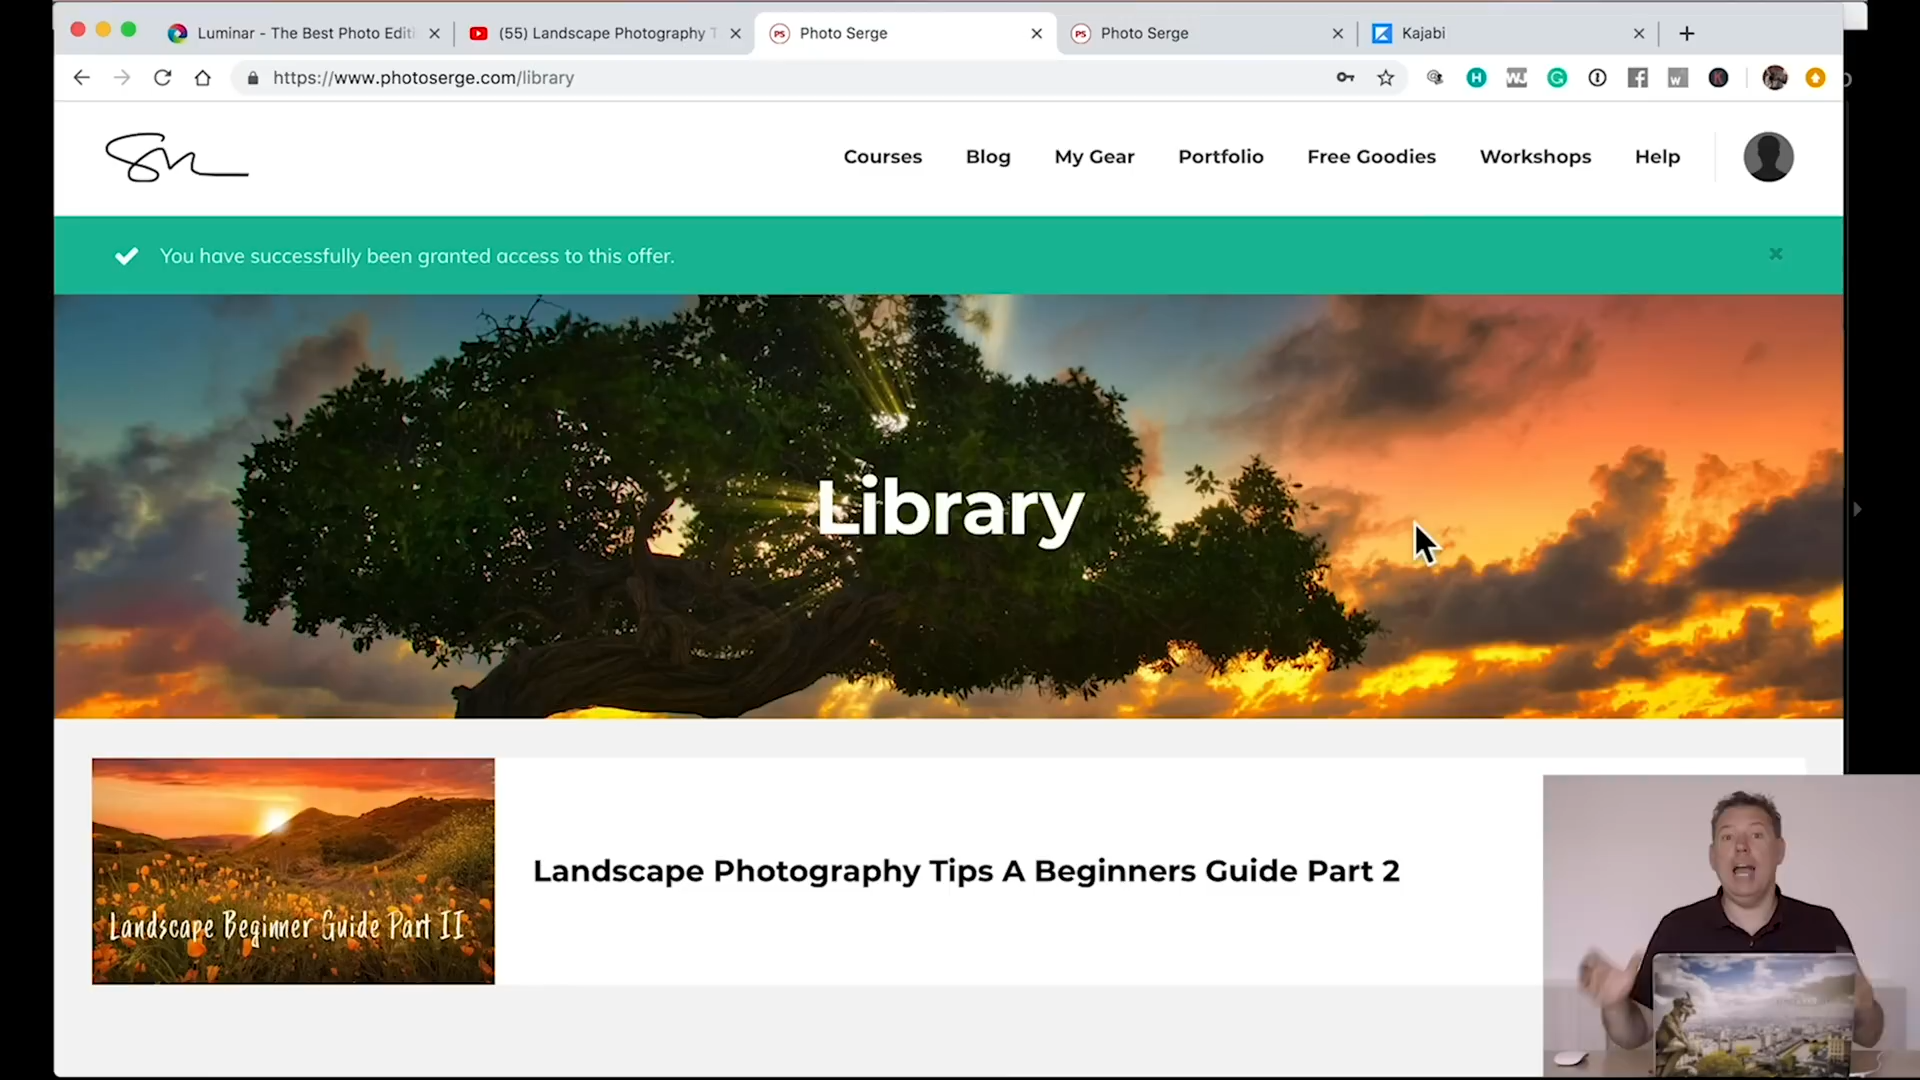 Luminar - The Best Photo Editi
(55) Landscape Photography T
Photo Serge
Photo Serge
Kajabi
https://www.photoserge.com/library
Courses
Blog
My Gear
Portfolio
Free Goodies
Workshops
Help
You have successfully been granted access to this offer.
Library
Landscape Beginner Guide Part II
Landscape Photography Tips A Beginners Guide Part 2